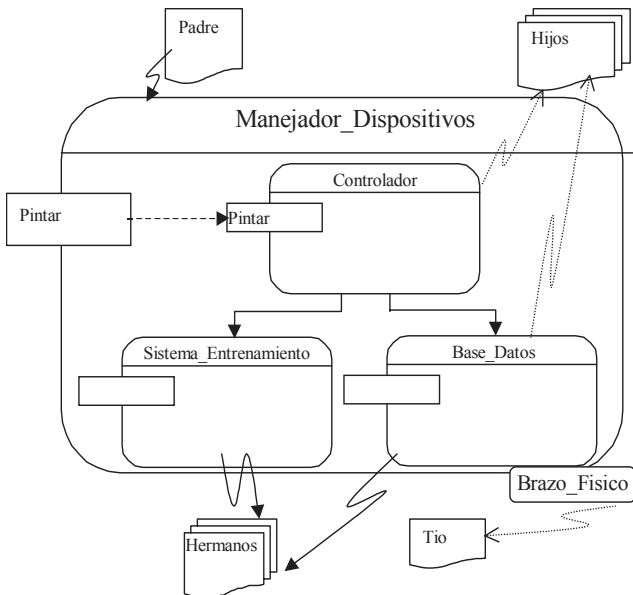 Padre
Hijos
Manejador_Dispositivos
Controlador
Pintar
Pintar
Sistema_Entrenamiento
Base_Datos
Brazo_Fisico
Hermanos
Tio